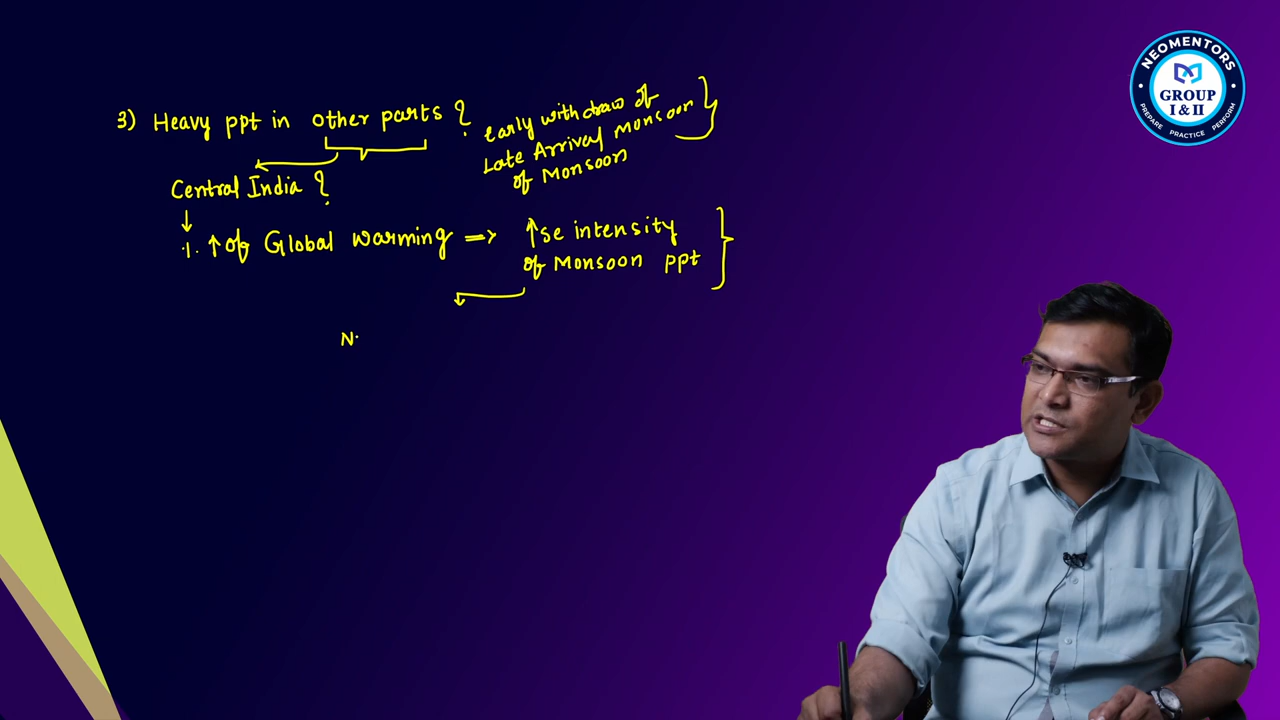 3) Heavy ppt in other parts ?
early withdraw of
monsoon
Late Arrival
of Monsoon
Central India ?
↓
↑ of Global warming => ↑se intensity
of Monsoon ppt
N.
NEOMENTORS
GROUP
I & II
PREPARE PRACTICE PERFORM